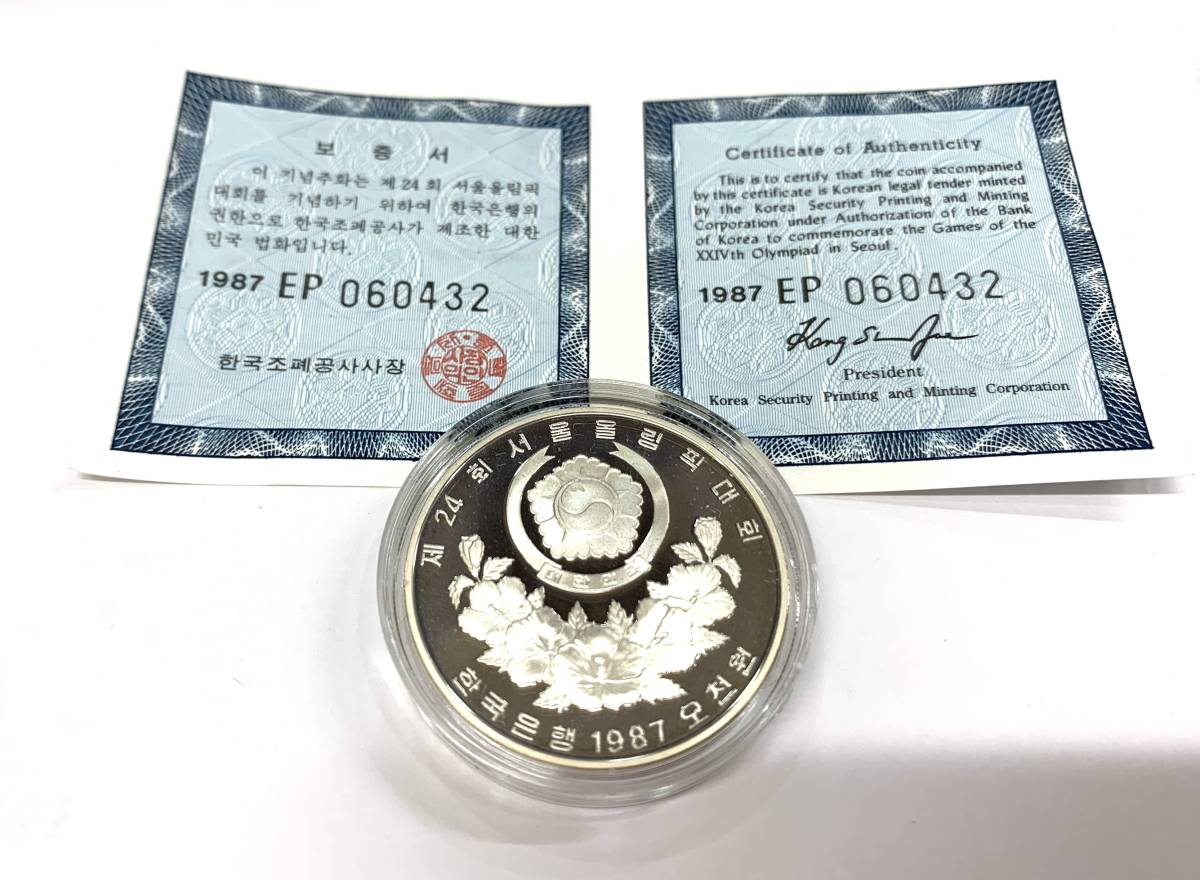 보 증 서
이 기념주화는 제 24 회 서울올림픽
대회를 기념하기 위하여 한국은행의
권한으로 한국조폐공사가 제조한 대한
민국 법화입니다.
1987 EP 060432
한국조폐공사사장
Certificate of Authenticity
This is to certify that the coin accompanied
by this certificate is Korean legal tender minted
by the Korea Security Printing and Minting
Corporation under Authorization of the Bank
of Korea to commemorate the Games of the
XXIVth Olympiad in Seoul.
1987 EP 060432
President
Korea Security Printing and Minting Corporation
제 24 회 서울올림픽대회
대한민국
한국은행 1987 오천원